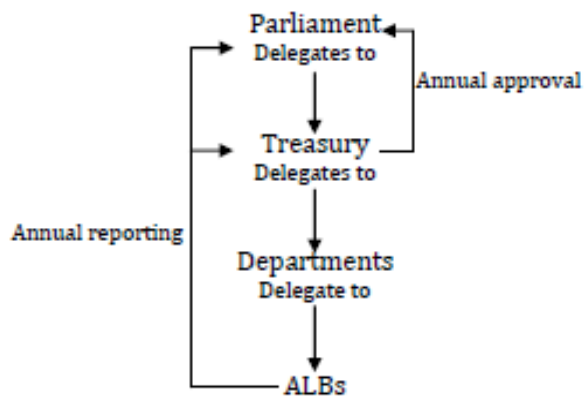 Parliament
Delegates to
Annual approval
Treasury
Delegates to
Annual reporting
Departments
Delegate to
ALBs